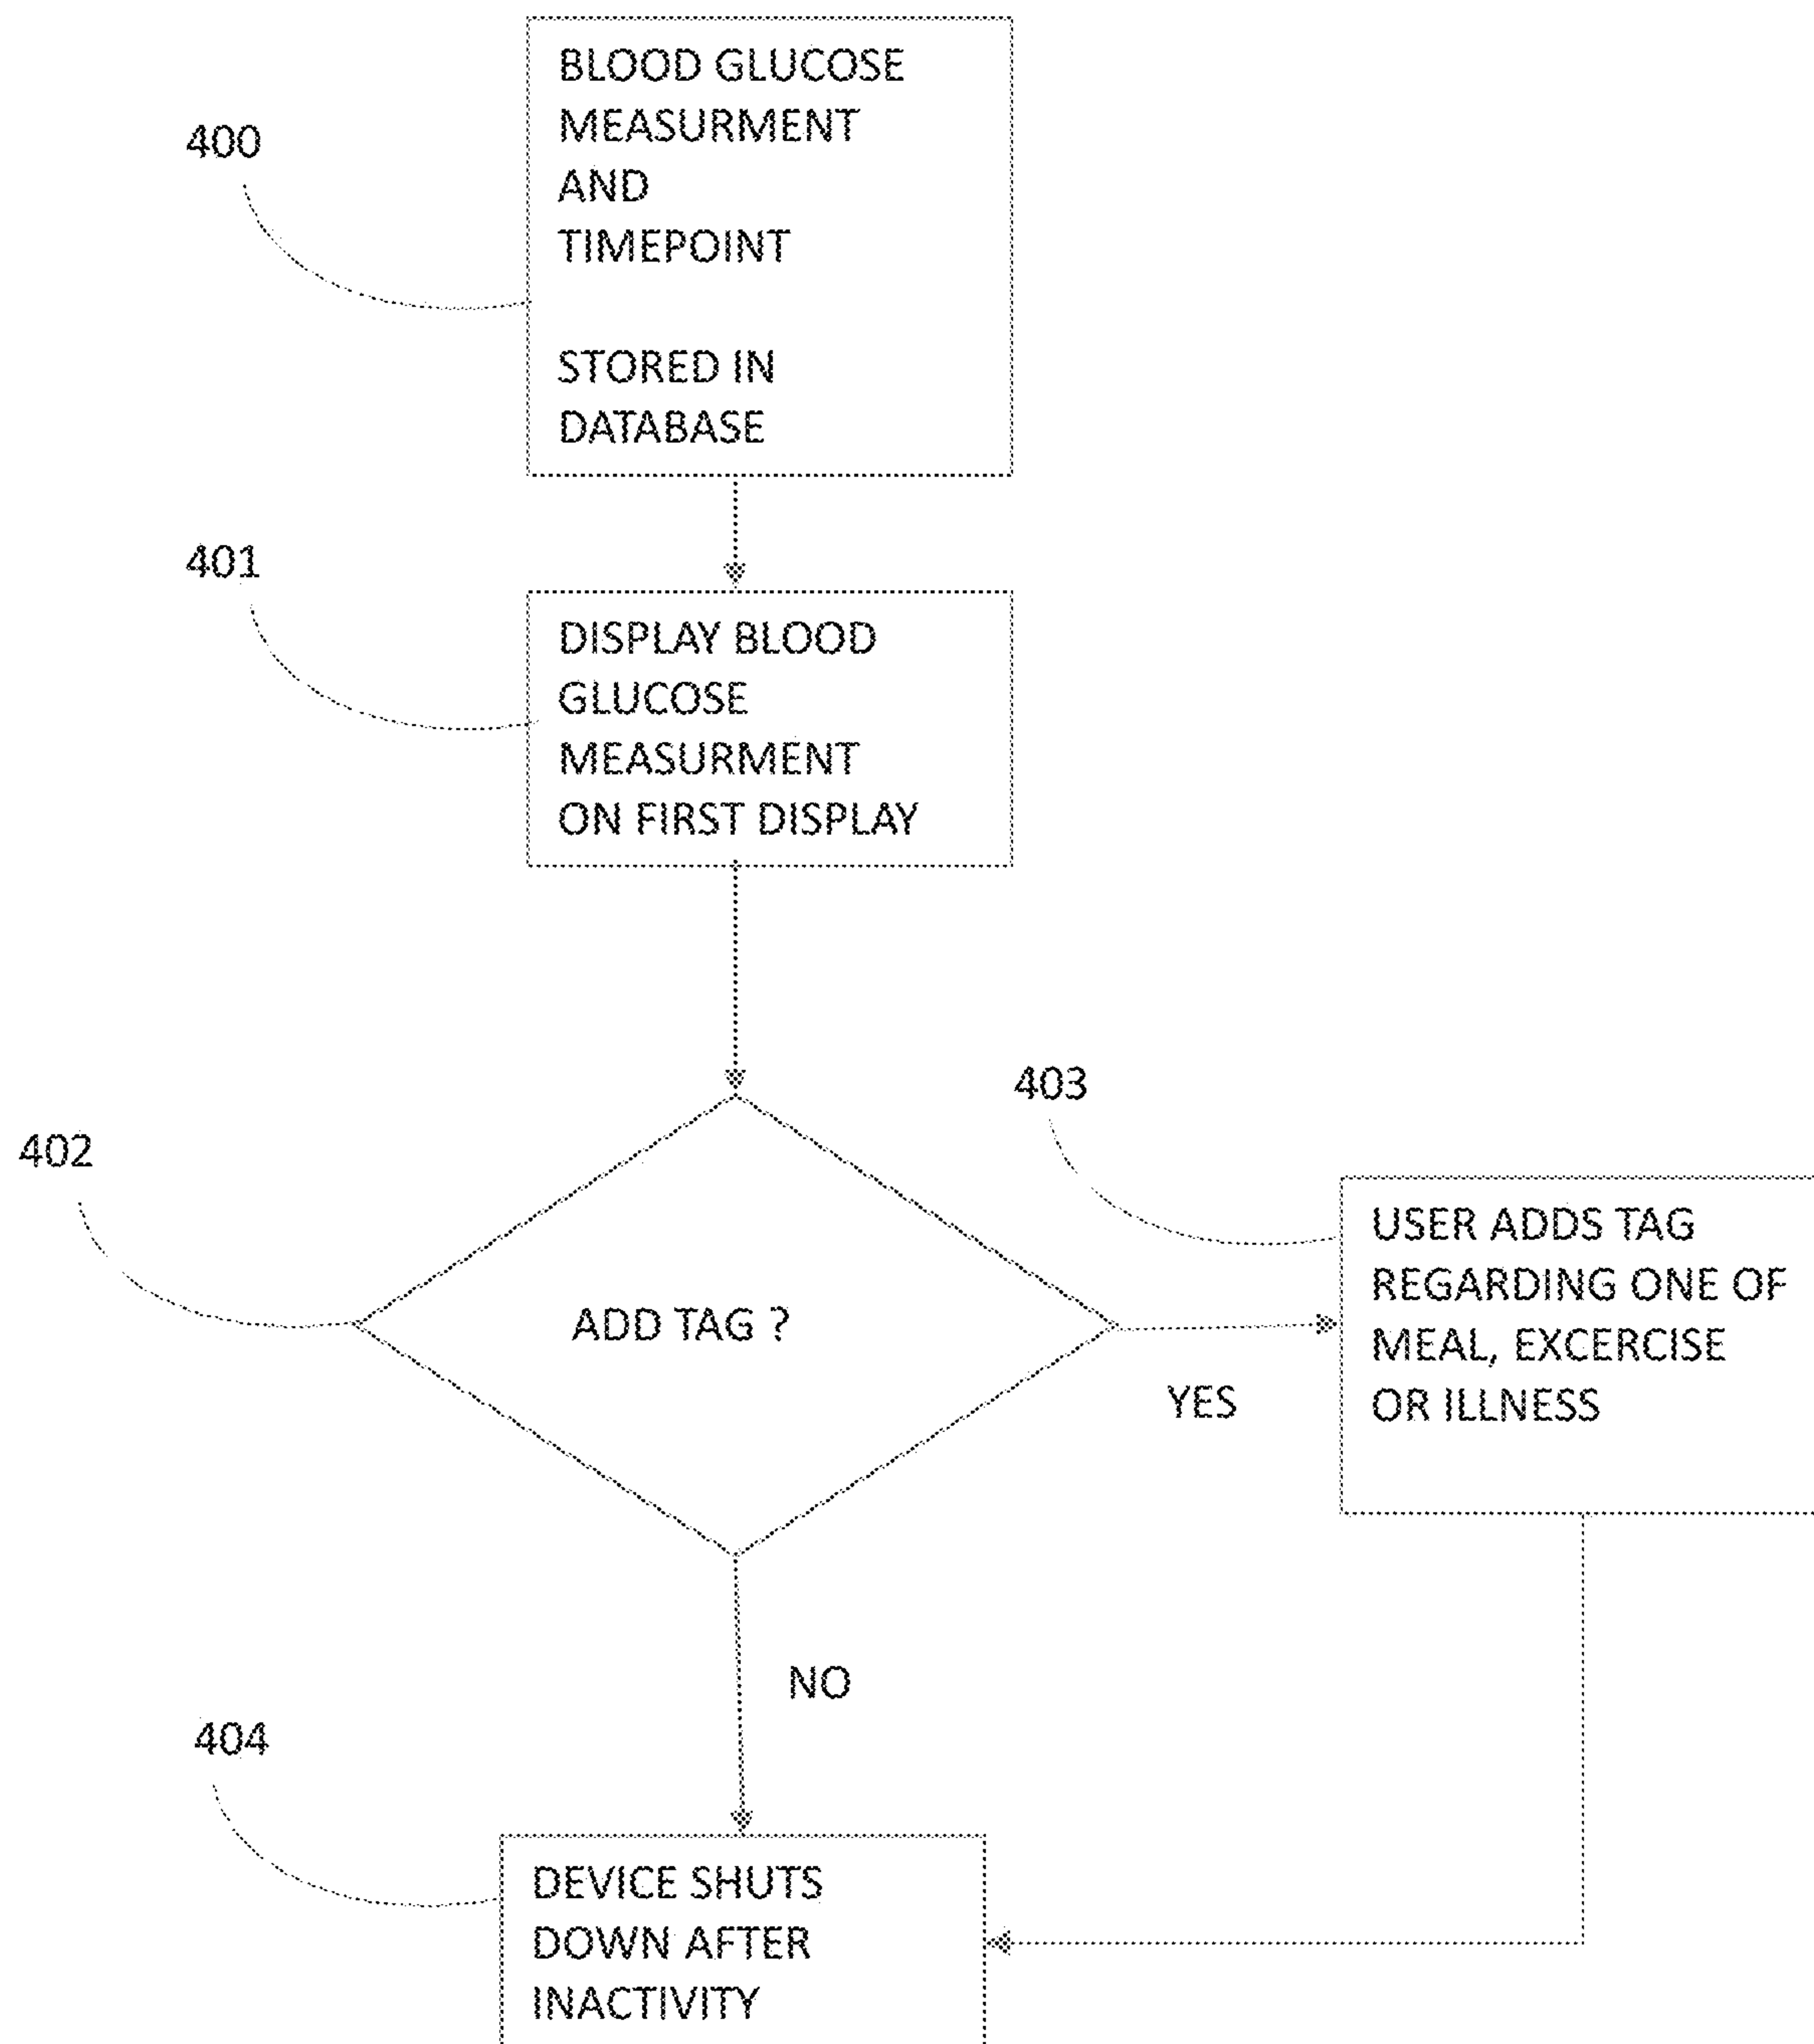 400
BLOOD GLUCOSE
MEASURMENT
AND
TIMEPOINT
STORED IN
DATABASE
401
DISPLAY BLOOD
GLUCOSE
MEASURMENT
ON FIRST DISPLAY
402
ADD TAG ?
403
USER ADDS TAG
REGARDING ONE OF
MEAL, EXCERCISE
OR ILLNESS
YES
NO
404
DEVICE SHUTS
DOWN AFTER
INACTIVITY